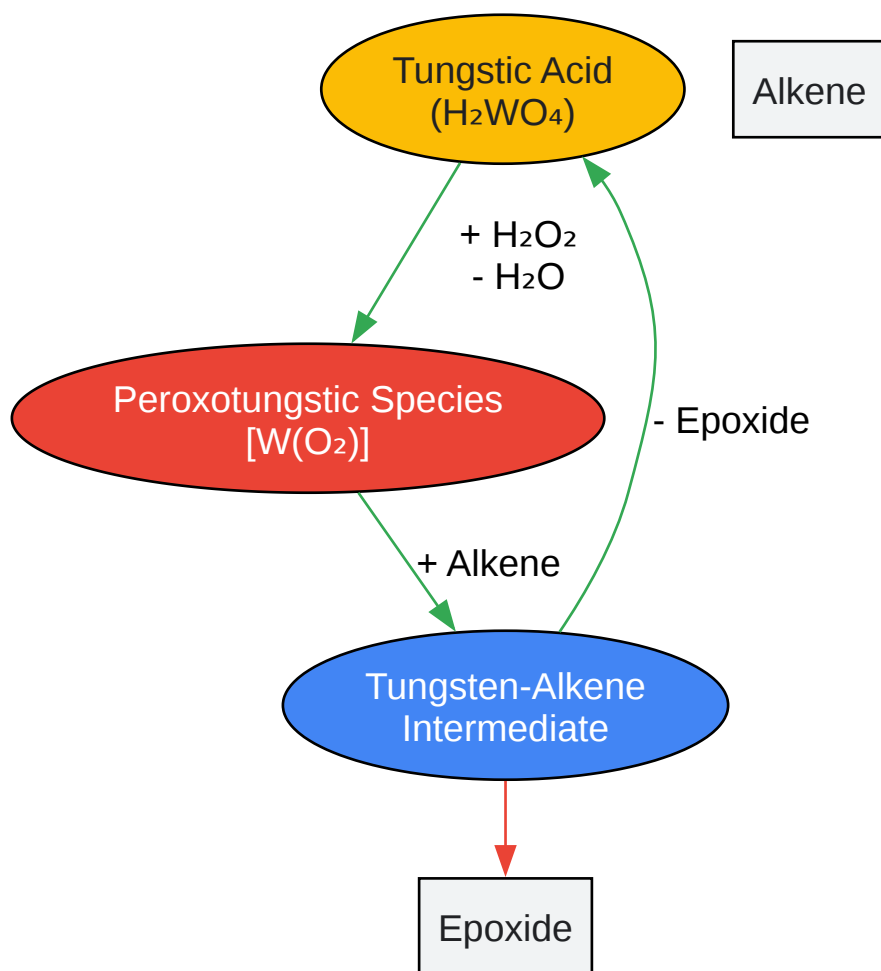 Tungstic Acid
(H₂WO₄)
Alkene
+ H₂O₂
- H₂O
Peroxotungstic Species
[W(O₂)]
- Epoxide
+ Alkene
Tungsten-Alkene
Intermediate
Epoxide